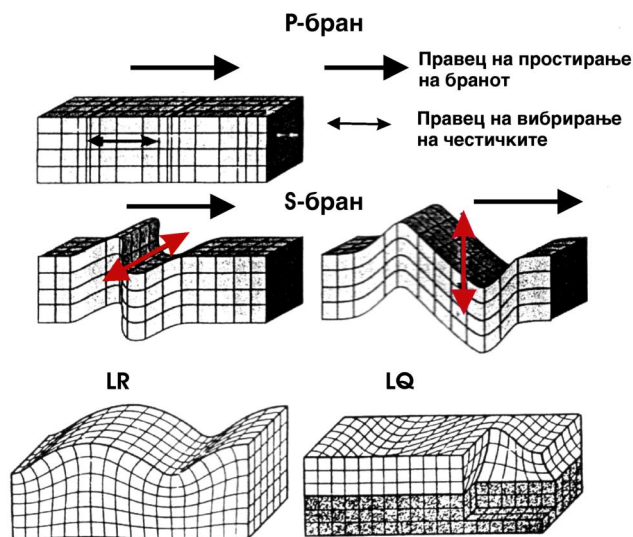 P-бран
Правец на простирање
на бранот
Правец на вибрирање
на честичките
S-бран
LR
LQ